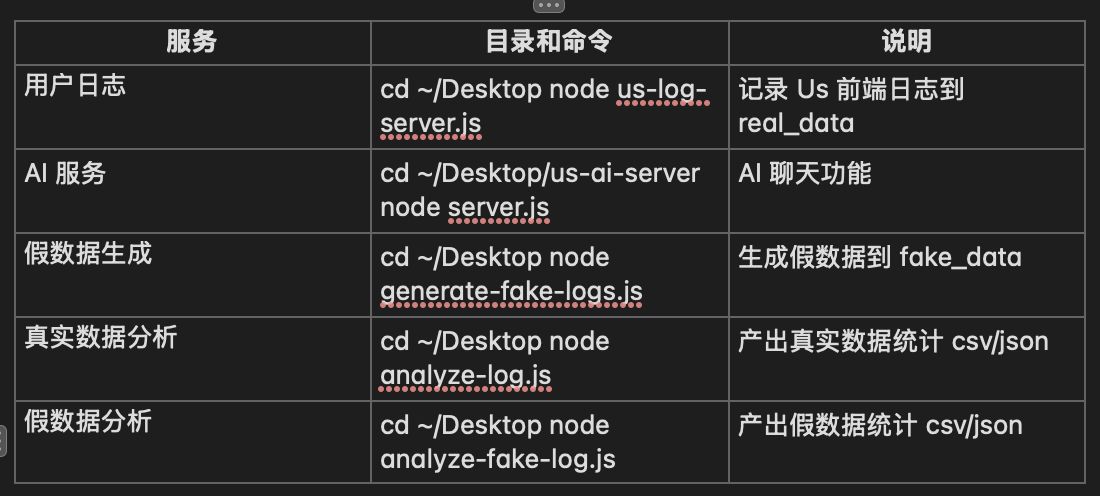 服务 目录和命令 说明
用户日志 cd ~/Desktop node us-log- 记录 Us 前端日志到
server.js real_data
AI 服务 cd ~/Desktop/us-ai-server AI 聊天功能
node server.js
假数据生成 cd ~/Desktop node 生成假数据到 fake_data
generate-fake-logs.js
真实数据分析 cd ~/Desktop node 产出真实数据统计 csv/json
analyze-log.js
假数据分析 cd ~/Desktop node 产出假数据统计 csv/json
analyze-fake-log.js